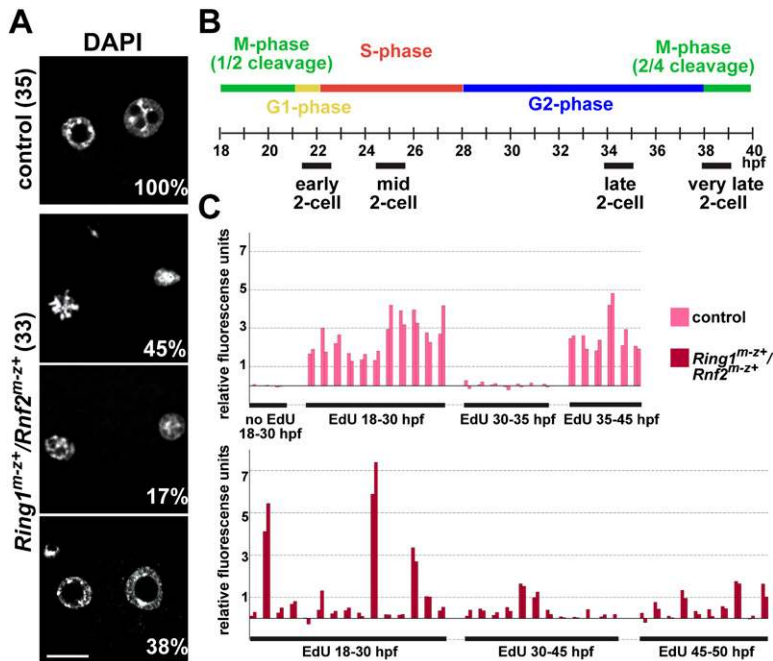 A
DAPI
control (35)
100%
Ring1m-z+/Rnf2m-z+ (33)
45%
17%
38%
B
M-phase
(1/2 cleavage)
S-phase
M-phase
(2/4 cleavage)
G1-phase
G2-phase
18 20 22 24 26 28 30 32 34 36 38 40
hpf
early
2-cell
mid
2-cell
late
2-cell
very late
2-cell
C
relative fluorescense units
7
5
3
1
no EdU
18-30 hpf
EdU 18-30 hpf
EdU 30-35 hpf
EdU 35-45 hpf
control
Ring1m-z+/
Rnf2m-z+
relative fluorescense units
7
5
3
1
EdU 18-30 hpf
EdU 30-45 hpf
EdU 45-50 hpf